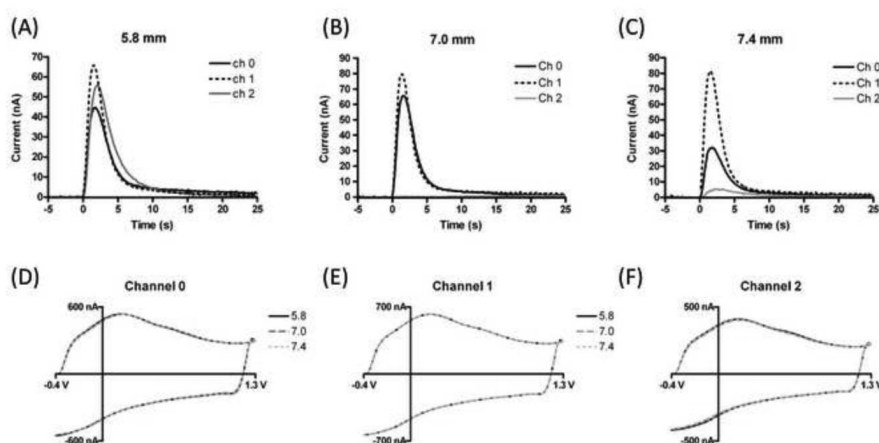 (A)
5.8 mm
70
60
50
40
30
20
10
0
-5 0 5 10 15 20 25
Current (nA)
Time (s)
ch 0
ch 1
ch 2
(B)
7.0 mm
90
80
70
60
50
40
30
20
10
0
-5 0 5 10 15 20 25
Current (nA)
Time (s)
Ch 0
Ch 1
Ch 2
(C)
7.4 mm
90
80
70
60
50
40
30
20
10
0
-5 0 5 10 15 20 25
Current (nA)
Time (s)
Ch 0
Ch 1
Ch 2
(D)
Channel 0
600 nA
-0.4 V
1.3 V
-600 nA
5.8
7.0
7.4
(E)
Channel 1
700 nA
-0.4 V
1.3 V
-700 nA
5.8
7.0
7.4
(F)
Channel 2
500 nA
-0.4 V
1.3 V
-500 nA
5.8
7.0
7.4